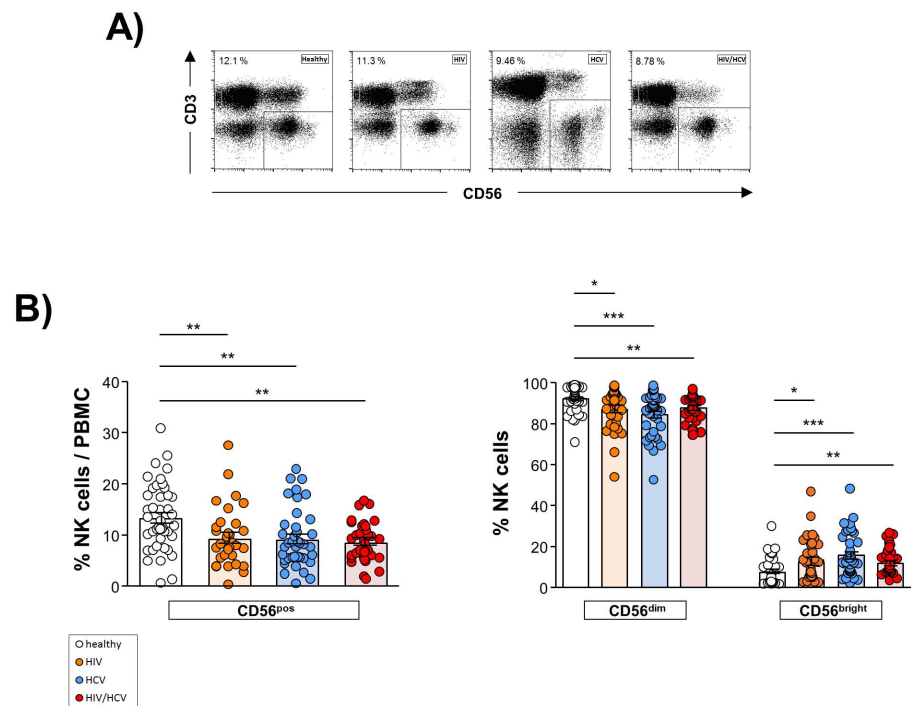 A)
12.1 % Healthy
11.3 % HIV
9.46 % HCV
8.78 % HIV/HCV
CD3
CD56
B)
**
**
**
% NK cells / PBMC
40
30
20
10
0
CD56pos
*
***
**
% NK cells
100
80
60
40
20
0
*
***
**
CD56dim
CD56bright
healthy
HIV
HCV
HIV/HCV